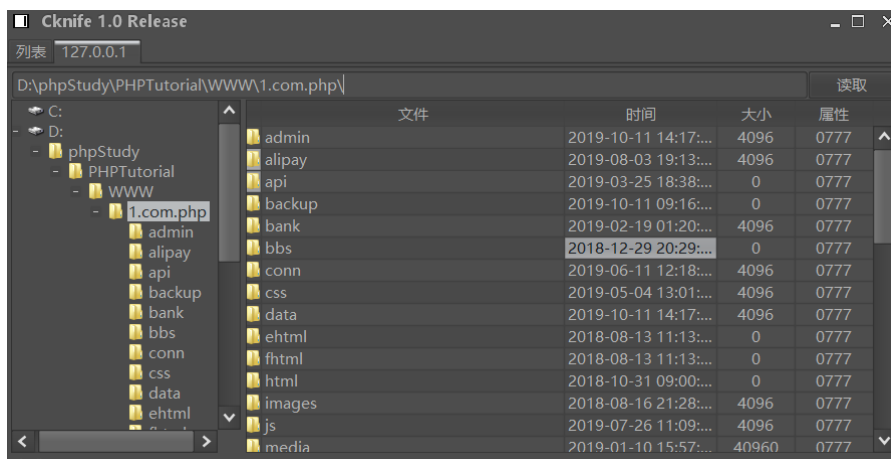 Cknife 1.0 Release
列表 127.0.0.1
D:\phpStudy\PHPTutorial\WWW\1.com.php\ 读取
C:
D:
phpStudy
PHPTutorial
WWW
1.com.php
admin
alipay
api
backup
bank
bbs
conn
css
data
ehtml
文件 时间 大小 属性
admin 2019-10-11 14:17:... 4096 0777
alipay 2019-08-03 19:13:... 4096 0777
api 2019-03-25 18:38:... 0 0777
backup 2019-10-11 09:16:... 0 0777
bank 2019-02-19 01:20:... 4096 0777
bbs 2018-12-29 20:29:... 0 0777
conn 2019-06-11 12:18:... 4096 0777
css 2019-05-04 13:01:... 4096 0777
data 2019-10-11 14:17:... 4096 0777
ehtml 2018-08-13 11:13:... 0 0777
fhtml 2018-08-13 11:13:... 0 0777
html 2018-10-31 09:00:... 0 0777
images 2018-08-16 21:28:... 4096 0777
js 2019-07-26 11:09:... 4096 0777
media 2019-01-10 15:57:... 40960 0777